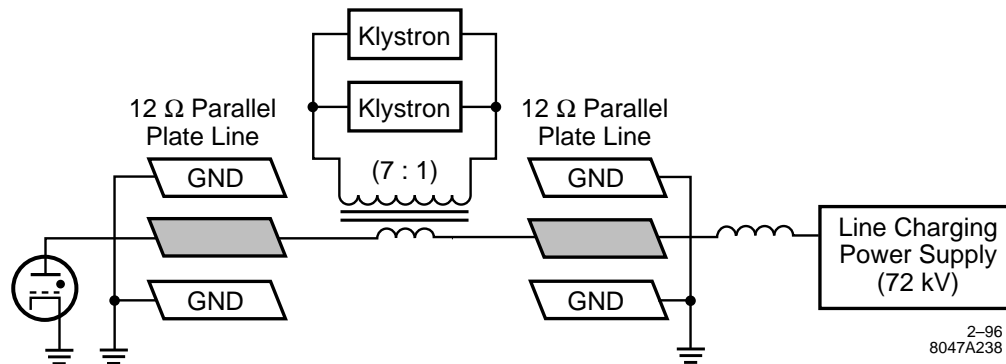 Klystron
Klystron
12 Ω Parallel
Plate Line
12 Ω Parallel
Plate Line
(7 : 1)
GND
GND
Line Charging
Power Supply
(72 kV)
GND
GND
2–96
8047A238